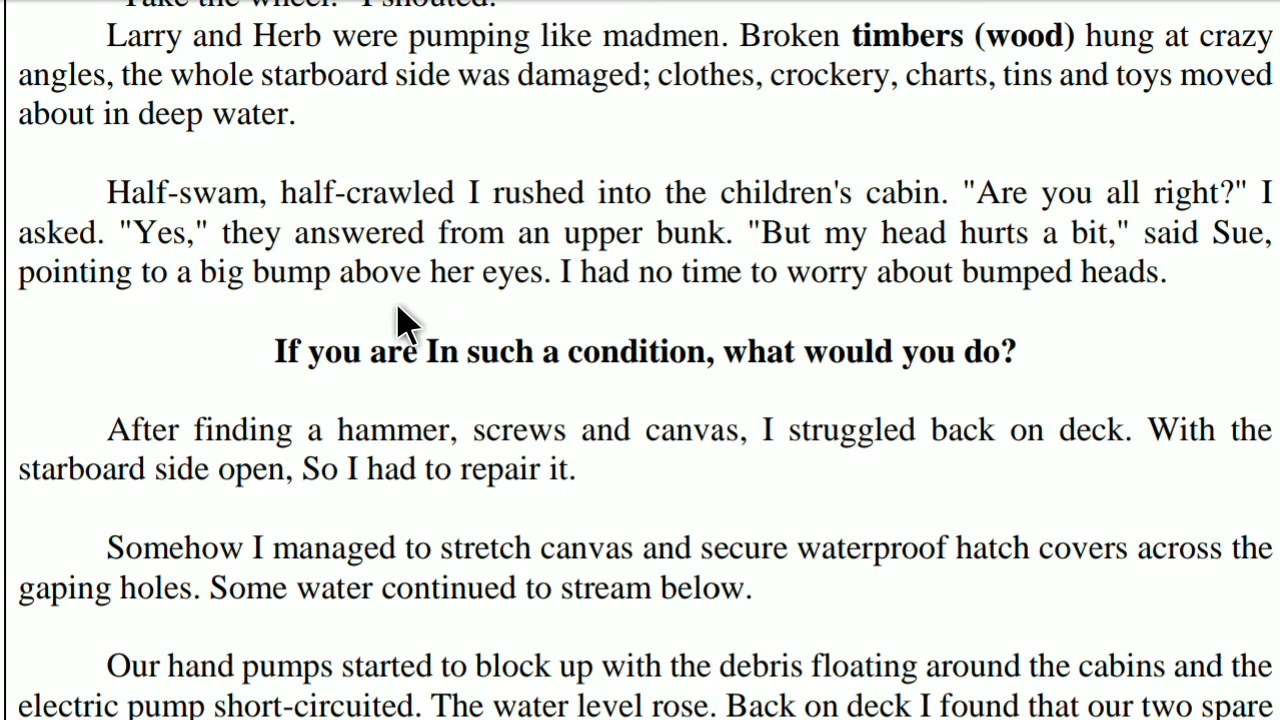 "Take the wheel." I shouted.
Larry and Herb were pumping like madmen. Broken timbers (wood) hung at crazy
angles, the whole starboard side was damaged; clothes, crockery, charts, tins and toys moved
about in deep water.
Half-swam, half-crawled I rushed into the children's cabin. "Are you all right?" I
asked. "Yes," they answered from an upper bunk. "But my head hurts a bit," said Sue,
pointing to a big bump above her eyes. I had no time to worry about bumped heads.
If you are In such a condition, what would you do?
After finding a hammer, screws and canvas, I struggled back on deck. With the
starboard side open, So I had to repair it.
Somehow I managed to stretch canvas and secure waterproof hatch covers across the
gaping holes. Some water continued to stream below.
Our hand pumps started to block up with the debris floating around the cabins and the
electric pump short-circuited. The water level rose. Back on deck I found that our two spare